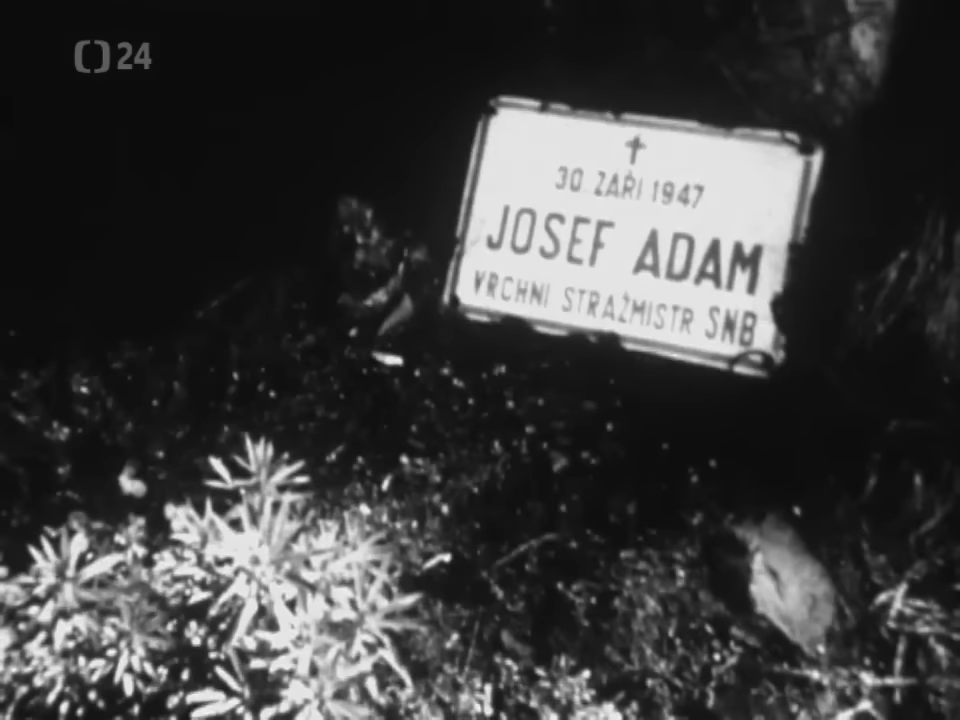 24
✝
30. ZÁŘÍ 1947
JOSEF ADAM
VRCHNÍ STRÁŽMISTR SNB